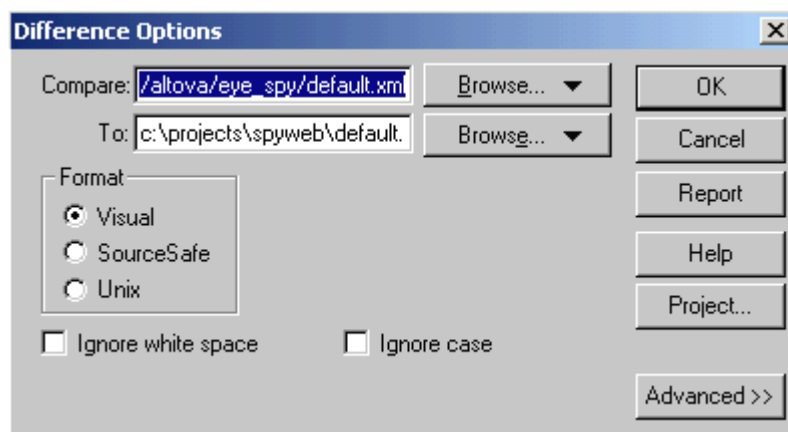 Difference Options
Compare: /altova/eye_spy/default.xml Browse... OK
To: c:\projects\spyweb\default. Browse... Cancel
Format Report
Visual
SourceSafe Help
Unix Project...
Ignore white space Ignore case
Advanced >>